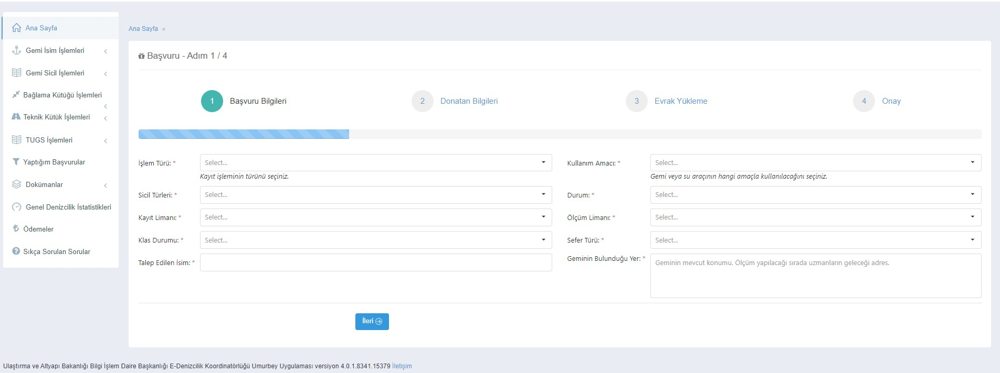 Ana Sayfa
Gemi İsim İşlemleri
Gemi Sicil İşlemleri
Bağlama Kütüğü İşlemleri
Teknik Kütük İşlemleri
TUGS İşlemleri
Yaptığım Başvurular
Dokümanlar
Genel Denizcilik İstatistikleri
Ödemeler
Sıkça Sorulan Sorular
Ana Sayfa
Başvuru - Adım 1 / 4
1 Başvuru Bilgileri 2 Donatan Bilgileri 3 Evrak Yükleme 4 Onay
İşlem Türü: * Select... Kullanım Amacı: * Select...
Kayıt işleminin türünü seçiniz. Gemi veya su araçının hangi amaçla kullanılacağını seçiniz.
Sicil Türleri: * Select... Durum: * Select...
Kayıt Limanı: * Select... Ölçüm Limanı: * Select...
Klas Durumu: * Select... Sefer Türü: * Select...
Talep Edilen İsim: * Geminin Bulunduğu Yer: * Geminin mevcut konumu. Ölçüm yapılacağı sırada uzmanların geleceği adres.
İleri
Ulaştırma ve Altyapı Bakanlığı Bilgi İşlem Daire Başkanlığı E-Denizcilik Koordinatörlüğü Umurbey Uygulaması versiyon 4.0.1.8341.15379 İletişim